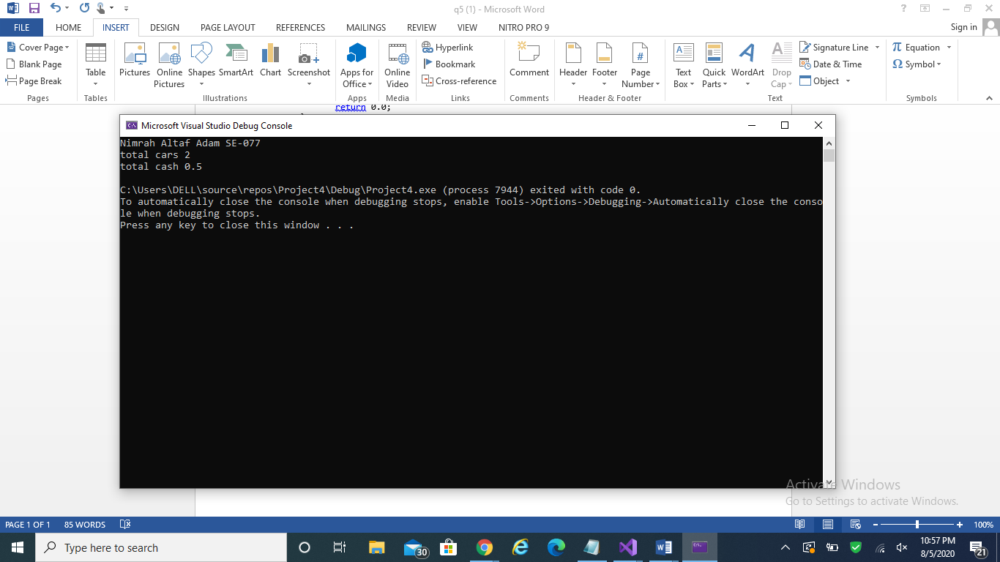 q5 (1) - Microsoft Word
FILE HOME INSERT DESIGN PAGE LAYOUT REFERENCES MAILINGS REVIEW VIEW NITRO PRO 9 Sign in
Cover Page
Blank Page
Page Break
Pages
Table
Tables
Pictures
Online Pictures
Shapes
SmartArt
Chart
Screenshot
Illustrations
Apps for Office
Apps
Online Video
Media
Hyperlink
Bookmark
Cross-reference
Links
Comment
Comments
Header
Footer
Page Number
Header & Footer
Text Box
Quick Parts
WordArt
Drop Cap
Signature Line
Date & Time
Object
Text
Equation
Symbol
Symbols
return 0.0;
Microsoft Visual Studio Debug Console
Nimrah Altaf Adam SE-077
total cars 2
total cash 0.5
C:\Users\DELL\source\repos\Project4\Debug\Project4.exe (process 7944) exited with code 0.
To automatically close the console when debugging stops, enable Tools->Options->Debugging->Automatically close the conso
le when debugging stops.
Press any key to close this window . . .
Activate Windows
Go to Settings to activate Windows.
PAGE 1 OF 1 85 WORDS 100%
Type here to search
30
10:57 PM
8/5/2020
21